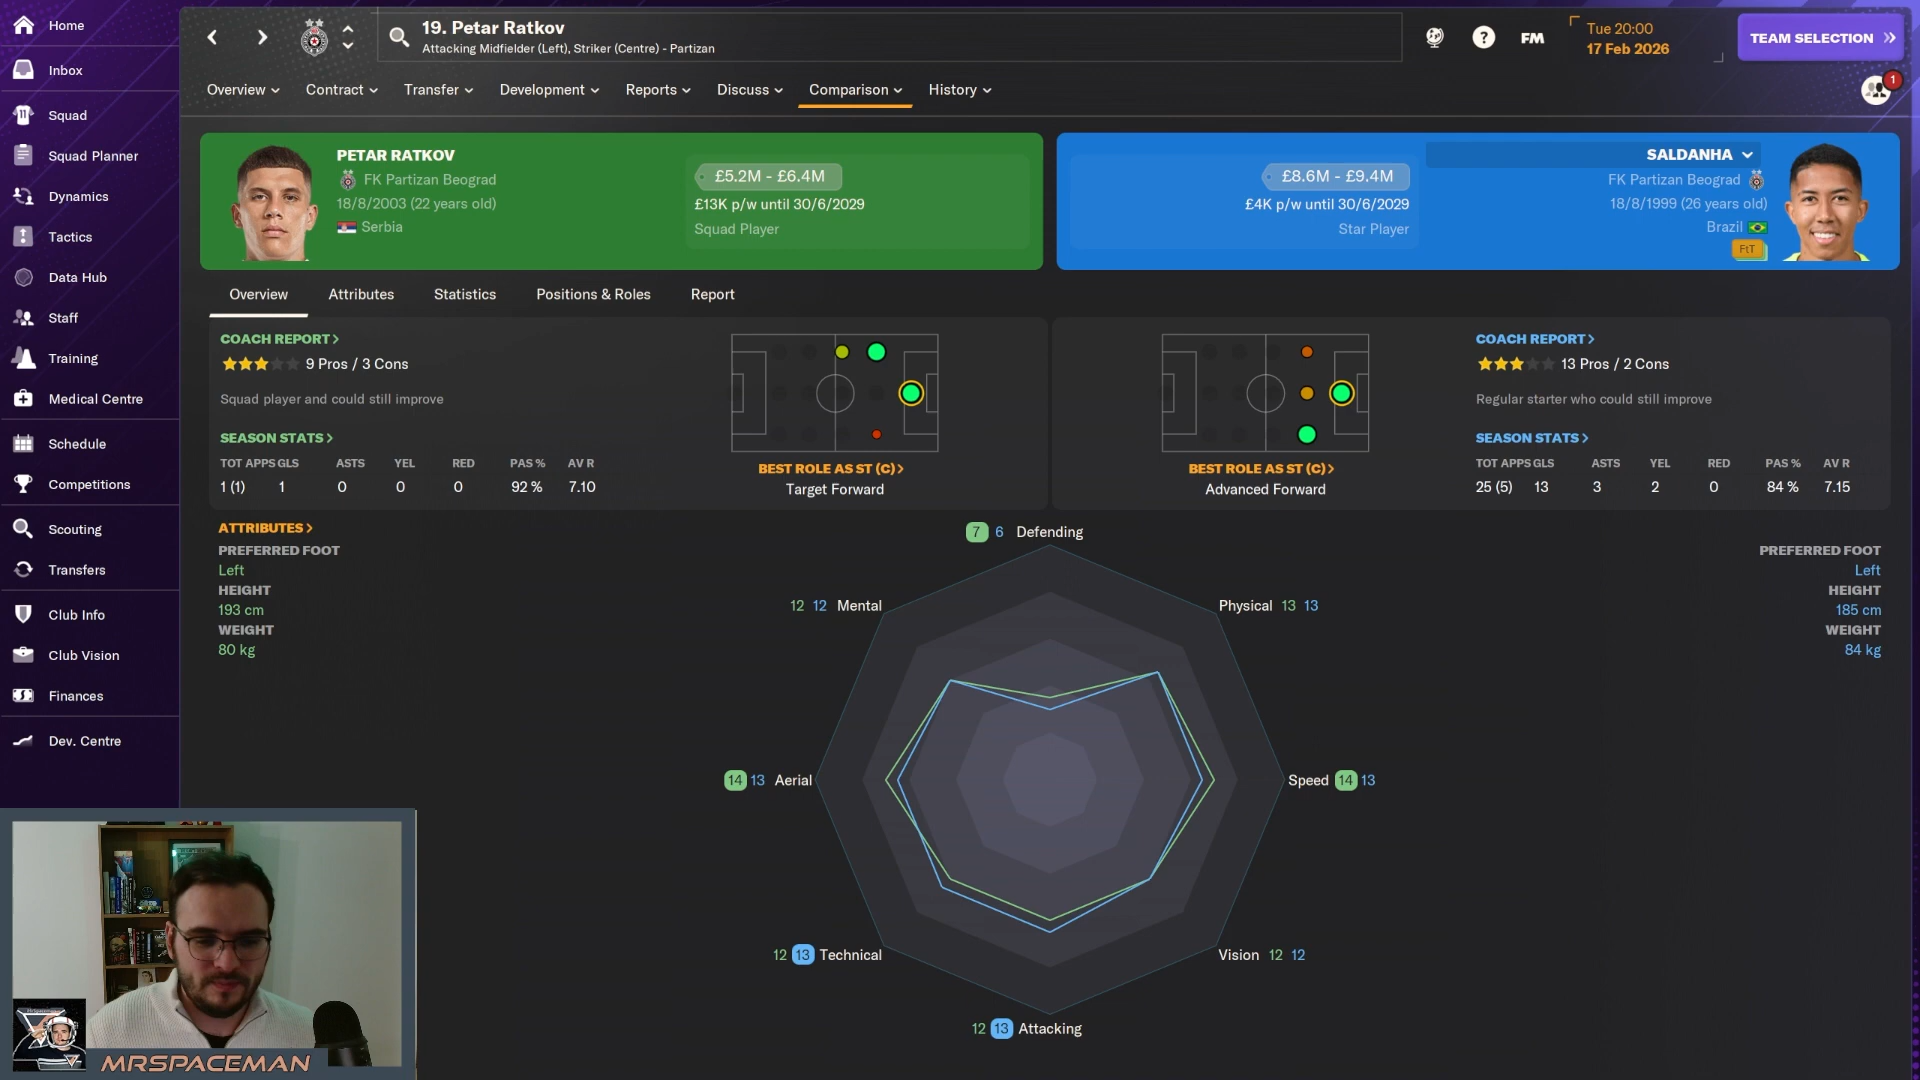 Home
Inbox
Squad
Squad Planner
Dynamics
Tactics
Data Hub
Staff
Training
Medical Centre
Schedule
Competitions
Scouting
Transfers
Club Info
Club Vision
Finances
Dev. Centre
19. Petar Ratkov
Attacking Midfielder (Left), Striker (Centre) - Partizan
?
FM
Tue 20:00
17 Feb 2026
TEAM SELECTION
1
Overview
Contract
Transfer
Development
Reports
Discuss
Comparison
History
PETAR RATKOV
FK Partizan Beograd
18/8/2003 (22 years old)
Serbia
£5.2M - £6.4M
£13K p/w until 30/6/2029
Squad Player
£8.6M - £9.4M
£4K p/w until 30/6/2029
Star Player
SALDANHA
FK Partizan Beograd
18/8/1999 (26 years old)
Brazil
FtT
Overview
Attributes
Statistics
Positions & Roles
Report
COACH REPORT
9 Pros / 3 Cons
Squad player and could still improve
SEASON STATS
TOT APPS GLS ASTS YEL RED PAS % AV R
1 (1) 1 0 0 0 92 % 7.10
BEST ROLE AS ST (C)
Target Forward
BEST ROLE AS ST (C)
Advanced Forward
COACH REPORT
13 Pros / 2 Cons
Regular starter who could still improve
SEASON STATS
TOT APPS GLS ASTS YEL RED PAS % AV R
25 (5) 13 3 2 0 84 % 7.15
ATTRIBUTES
PREFERRED FOOT
Left
HEIGHT
193 cm
WEIGHT
80 kg
7 6 Defending
12 12 Mental
Physical 13 13
14 13 Aerial
Speed 14 13
12 13 Technical
Vision 12 12
12 13 Attacking
PREFERRED FOOT
Left
HEIGHT
185 cm
WEIGHT
84 kg
MRSPACEMAN